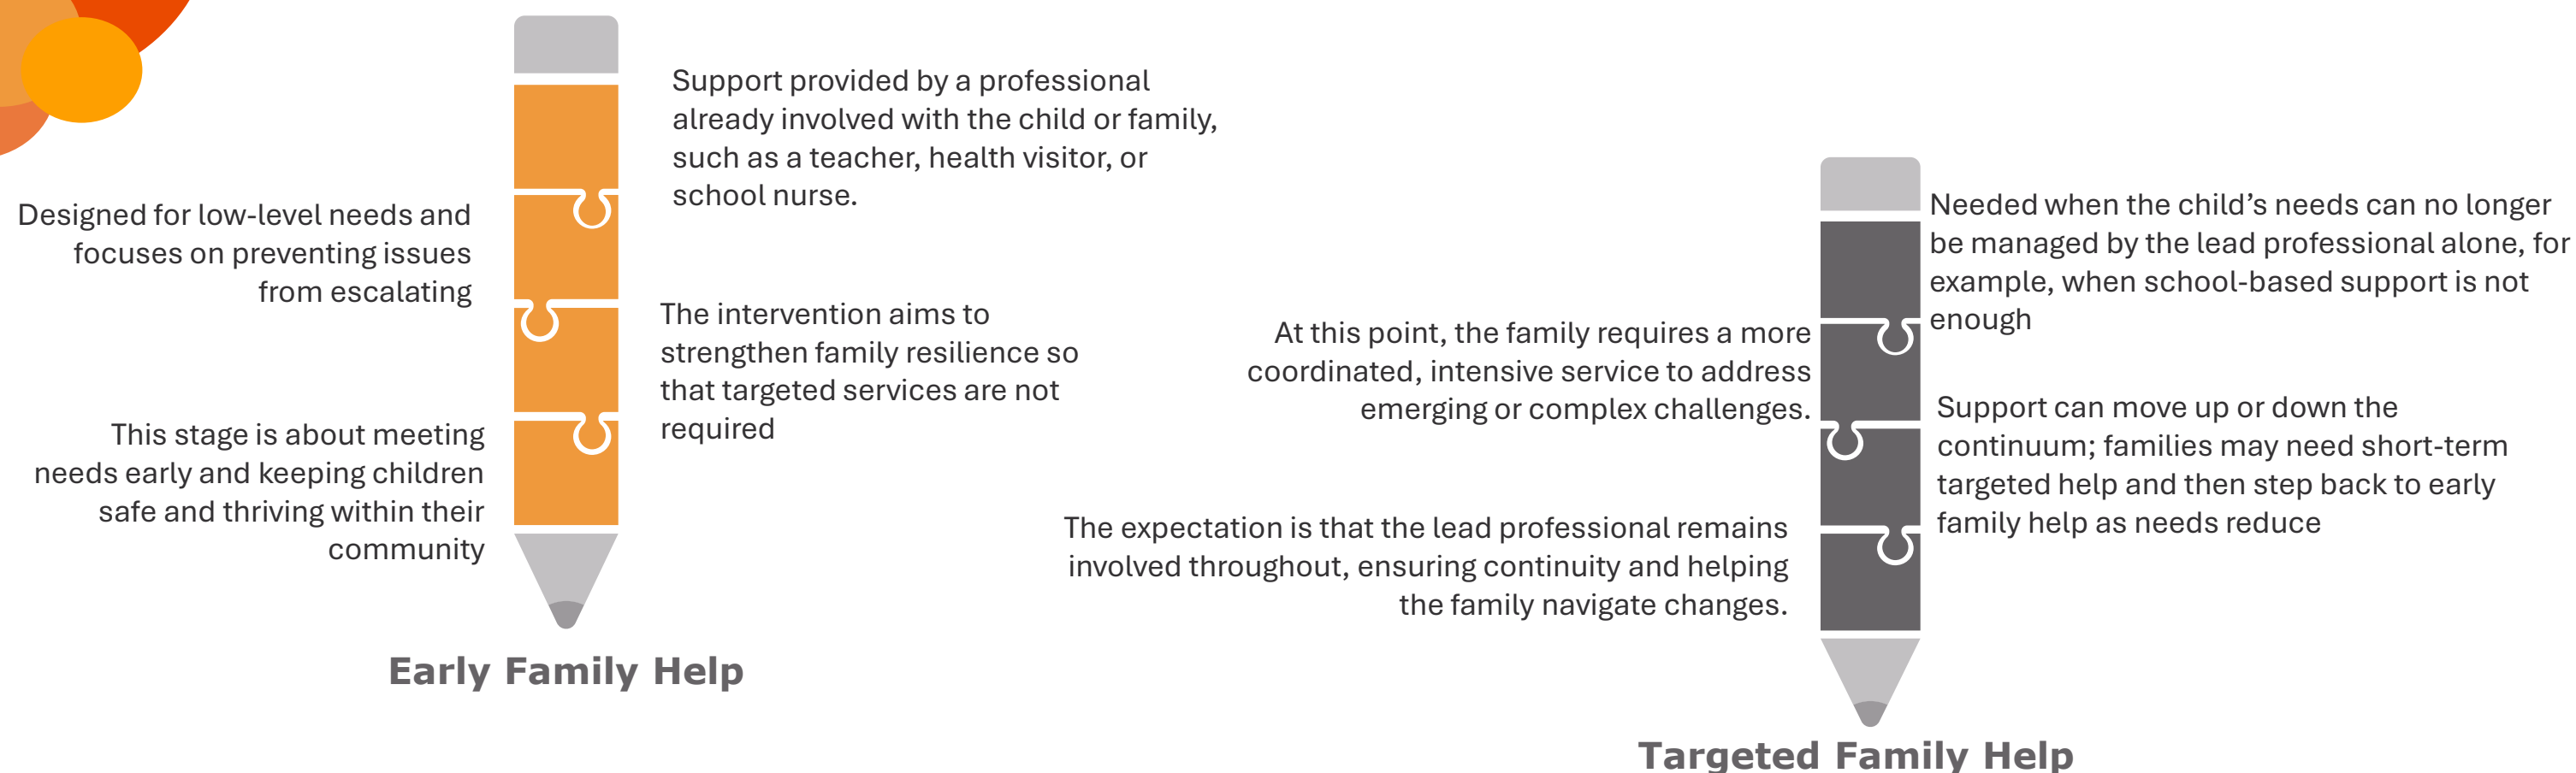 Support provided by a professional
already involved with the child or family,
such as a teacher, health visitor, or
school nurse.
Designed for low-level needs and
focuses on preventing issues
from escalating
The intervention aims to
strengthen family resilience so
that targeted services are not
required
This stage is about meeting
needs early and keeping children
safe and thriving within their
community
Early Family Help
Needed when the child’s needs can no longer
be managed by the lead professional alone, for
example, when school-based support is not
enough
At this point, the family requires a more
coordinated, intensive service to address
emerging or complex challenges.
Support can move up or down the
continuum; families may need short-term
targeted help and then step back to early
family help as needs reduce
The expectation is that the lead professional remains
involved throughout, ensuring continuity and helping
the family navigate changes.
Targeted Family Help